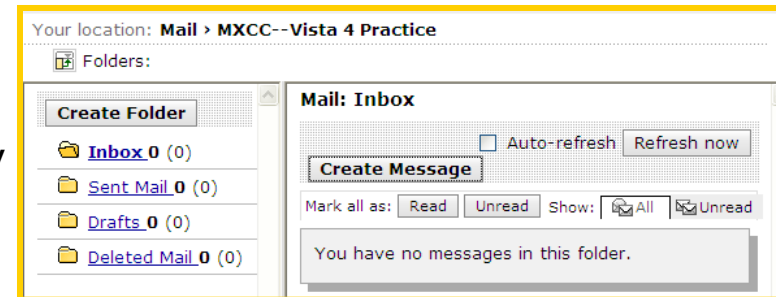 Your location: Mail › MXCC--Vista 4 Practice
Folders:
Create Folder
Inbox 0 (0)
Sent Mail 0 (0)
Drafts 0 (0)
Deleted Mail 0 (0)
Mail: Inbox
Auto-refresh Refresh now
Create Message
Mark all as: Read Unread Show: All Unread
You have no messages in this folder.